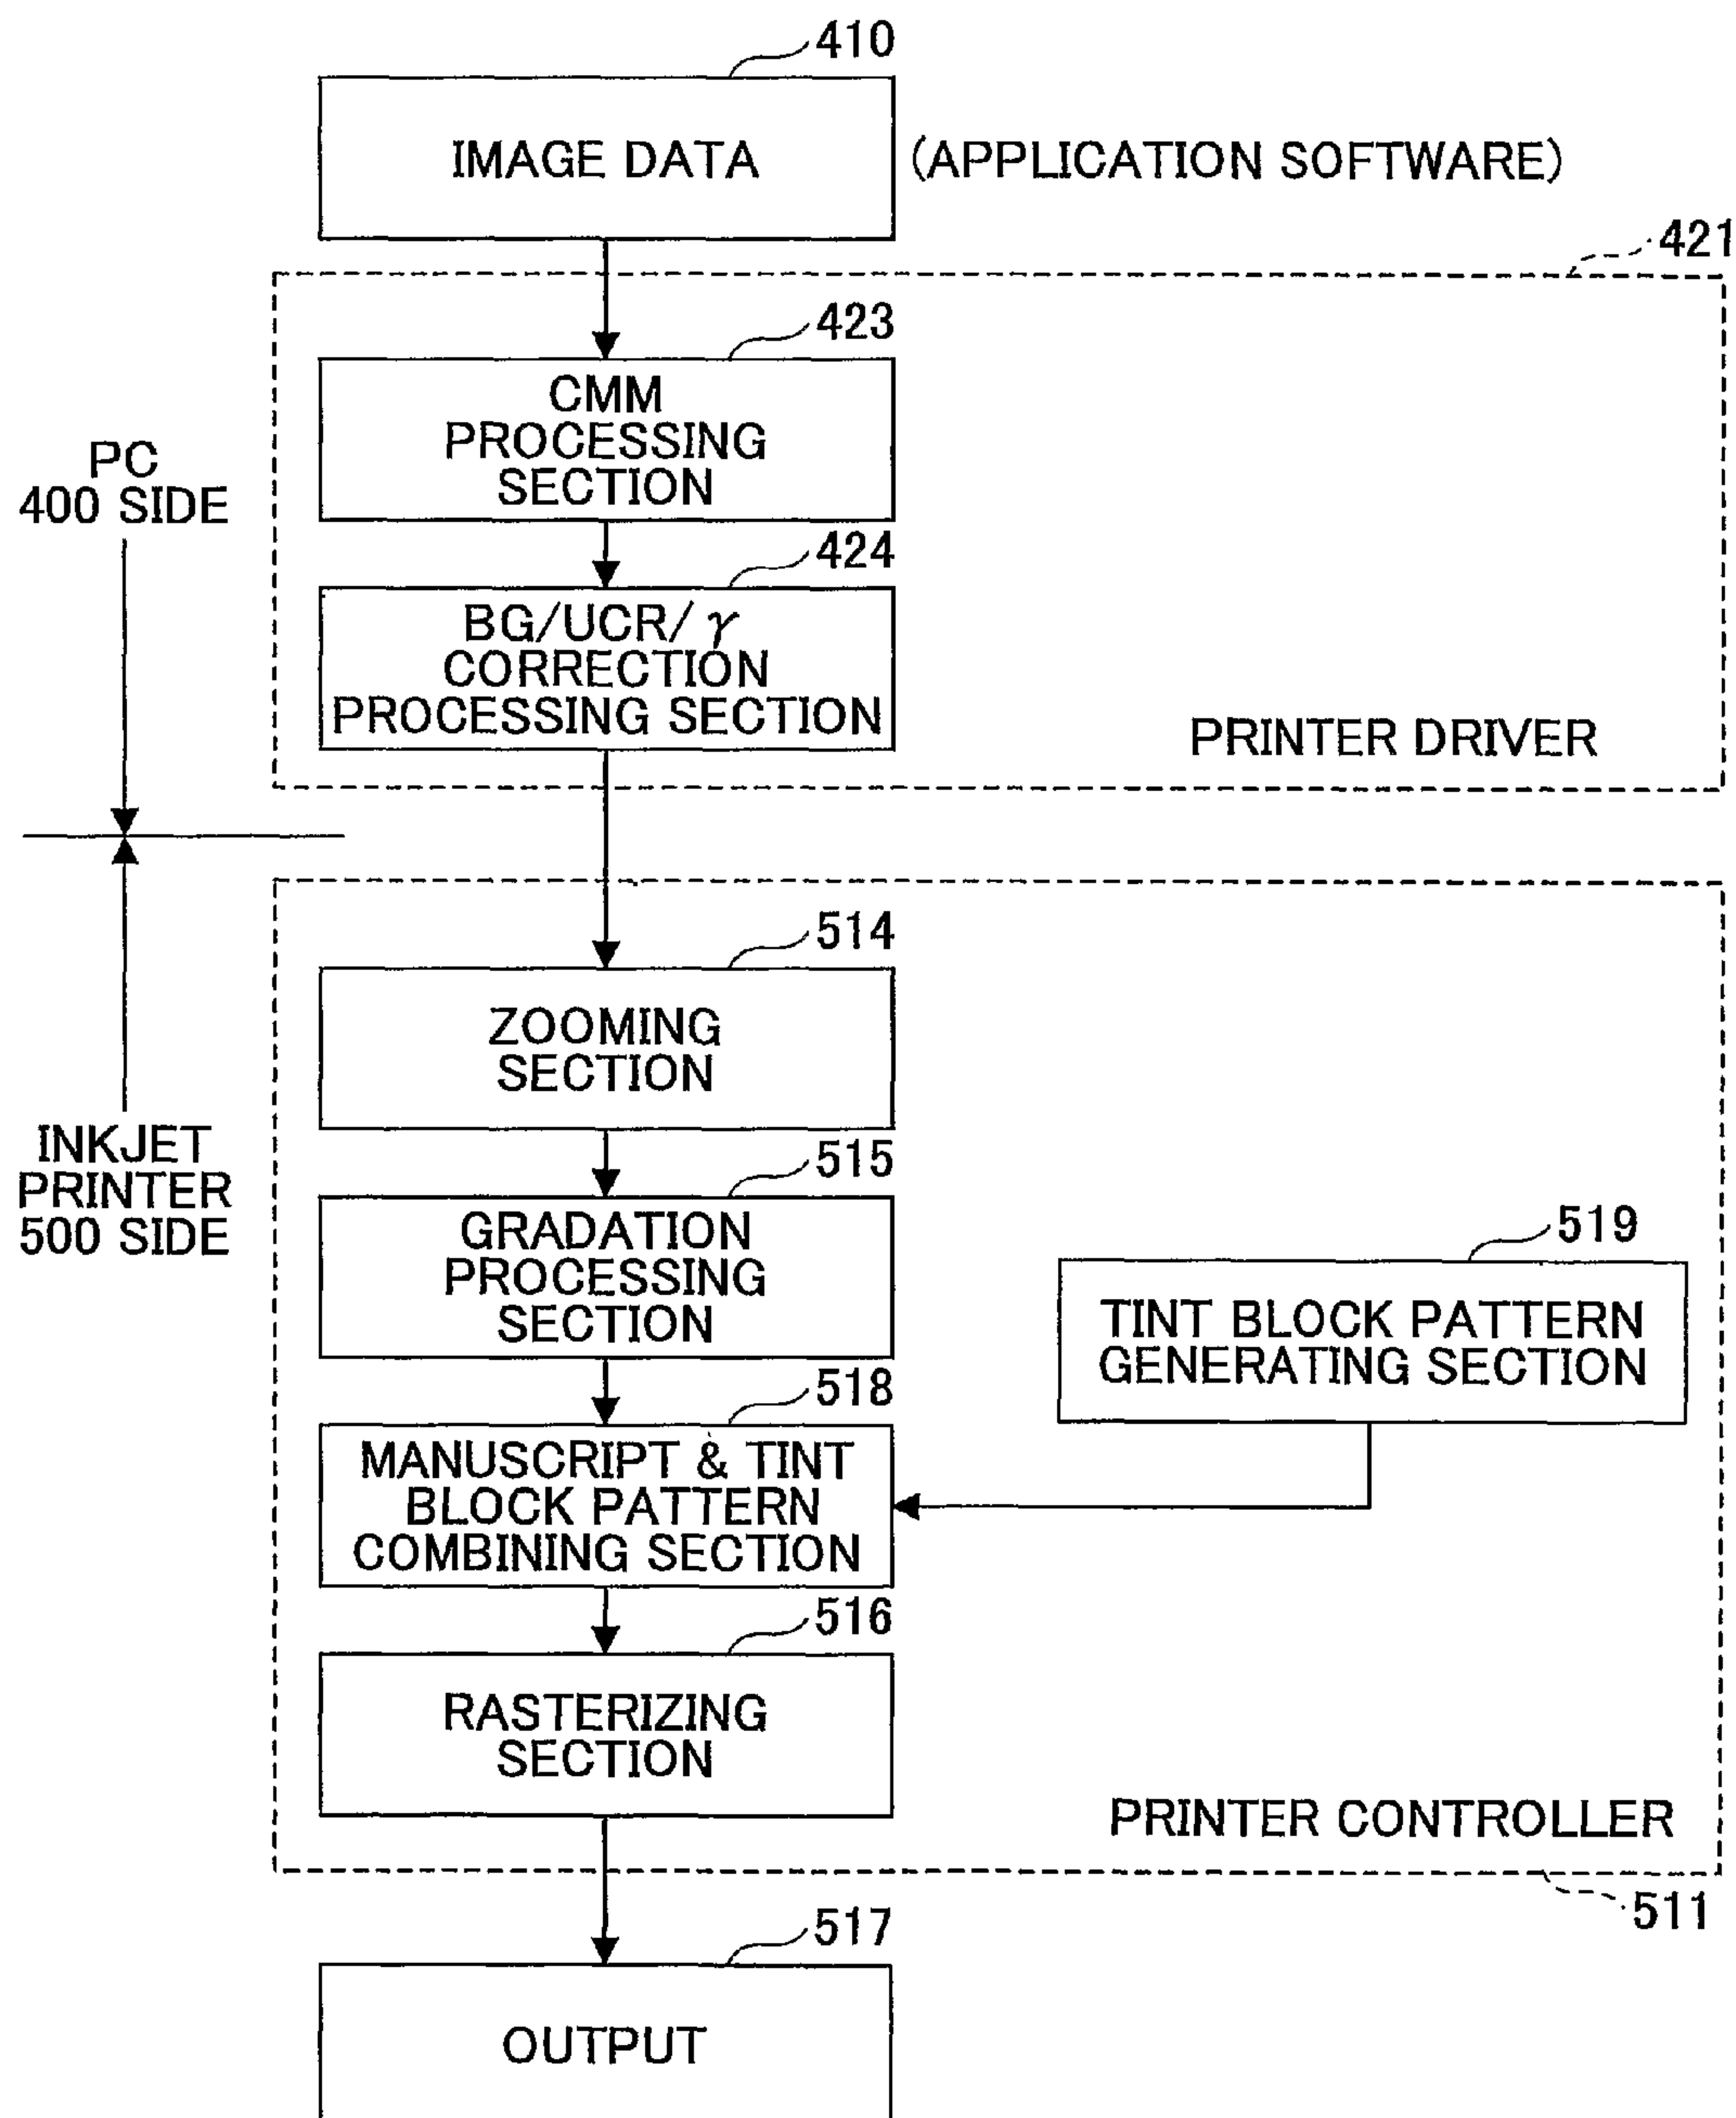 410
IMAGE DATA
(APPLICATION SOFTWARE)
421
423
CMM
PROCESSING
SECTION
PC
400 SIDE
424
BG/UCR/γ
CORRECTION
PROCESSING SECTION
PRINTER DRIVER
514
ZOOMING
SECTION
INKJET
PRINTER
500 SIDE
515
GRADATION
PROCESSING
SECTION
519
TINT BLOCK PATTERN
GENERATING SECTION
518
MANUSCRIPT & TINT
BLOCK PATTERN
COMBINING SECTION
516
RASTERIZING
SECTION
PRINTER CONTROLLER
511
517
OUTPUT